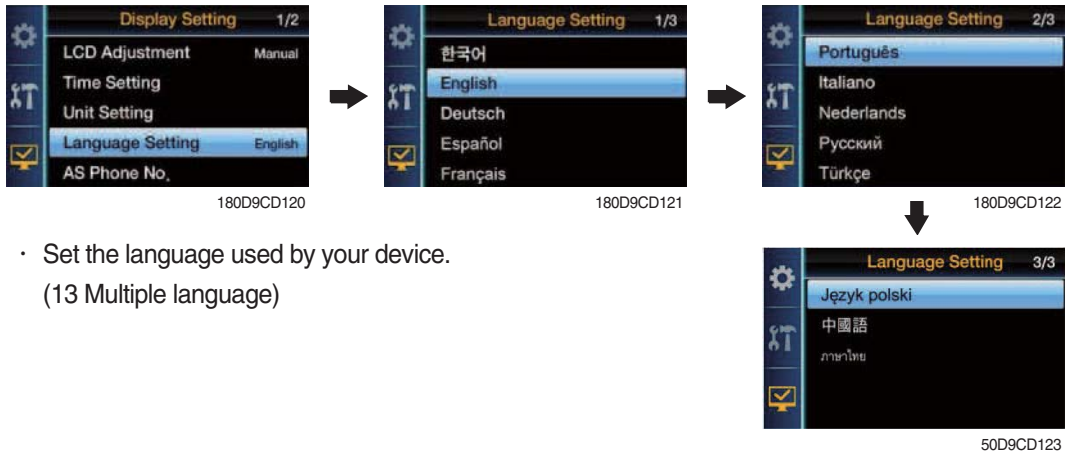 Display Setting 1/2
LCD Adjustment Manual
Time Setting
Unit Setting
Language Setting English
AS Phone No.
180D9CD120
Language Setting 1/3
한국어
English
Deutsch
Español
Français
180D9CD121
Language Setting 2/3
Português
Italiano
Nederlands
Русский
Türkçe
180D9CD122
· Set the language used by your device.
(13 Multiple language)
Language Setting 3/3
Język polski
中國語
ภาษาไทย
50D9CD123